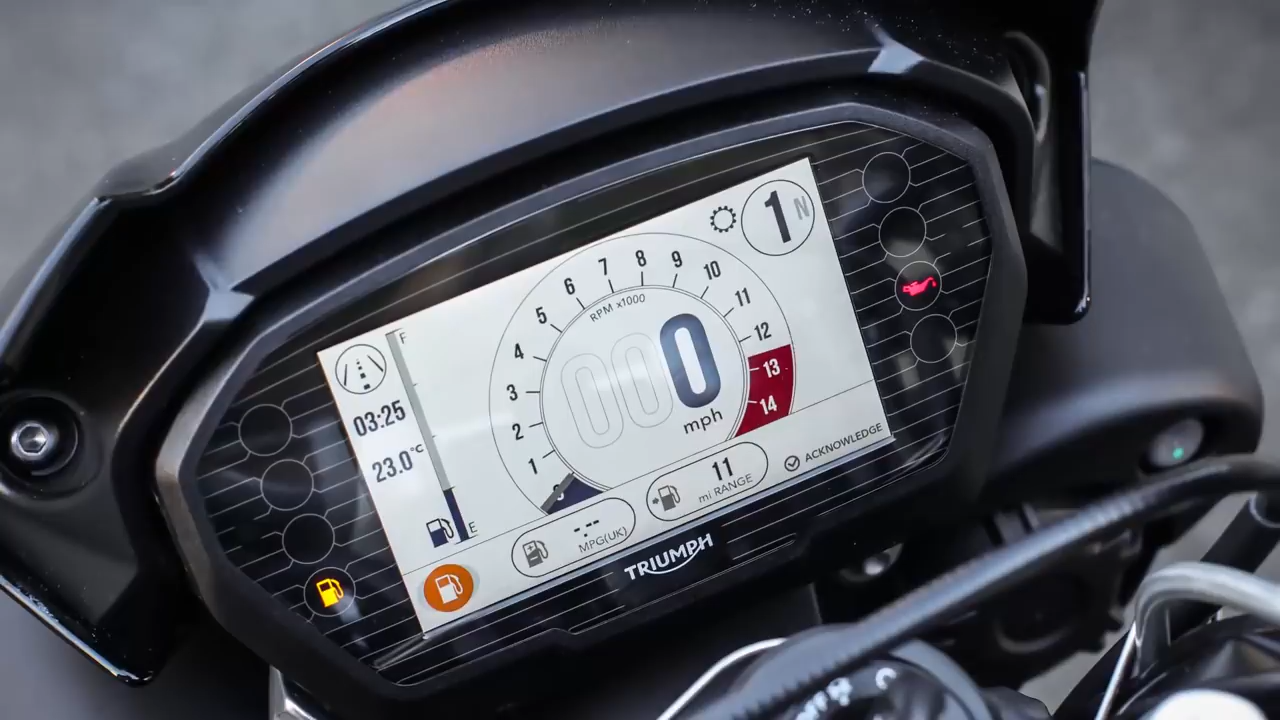 1 N
F
03:25
23.0°C
E
1
2
3
4
5
6
7
8
9
10
11
12
13
14
RPM x1000
000
mph
-.--
MPG(UK)
11
mi RANGE
ACKNOWLEDGE
TRIUMPH